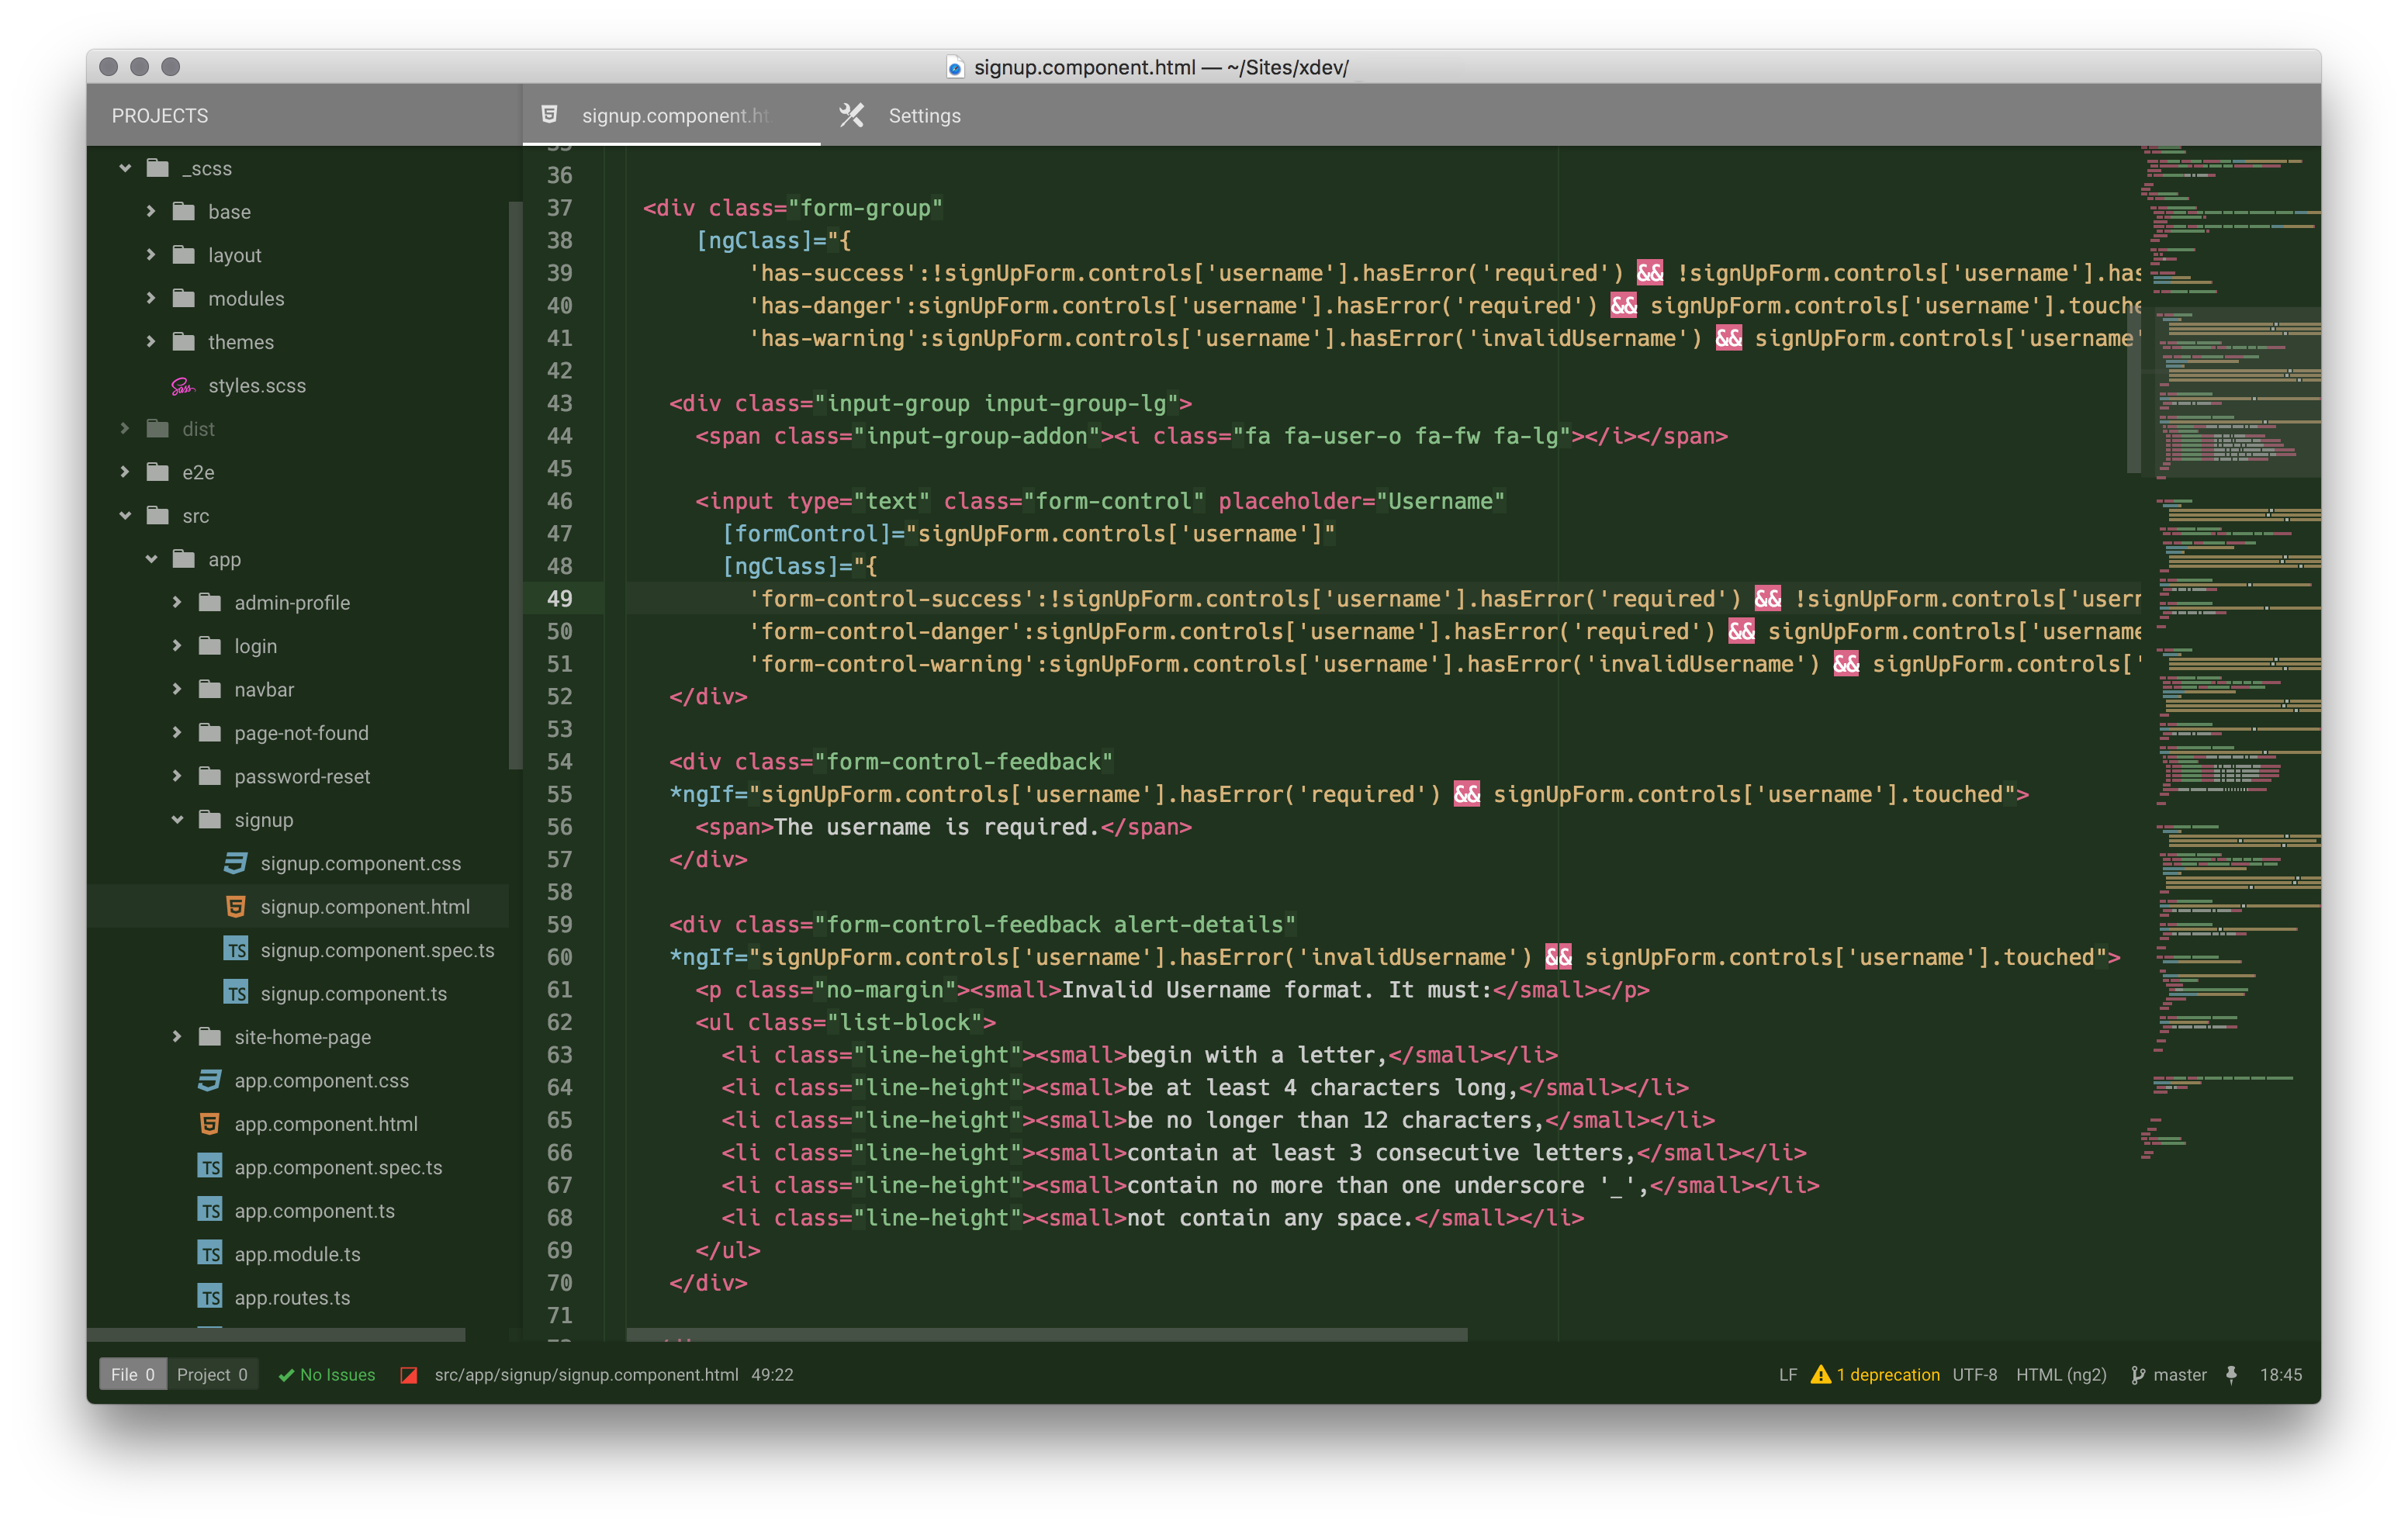 signup.component.html — ~/Sites/xdev/
PROJECTS
signup.component.ht
Settings
_scss
base
layout
modules
themes
styles.scss
dist
e2e
src
app
admin-profile
login
navbar
page-not-found
password-reset
signup
signup.component.css
signup.component.html
TS signup.component.spec.ts
TS signup.component.ts
site-home-page
app.component.css
app.component.html
TS app.component.spec.ts
TS app.component.ts
TS app.module.ts
TS app.routes.ts
36
37 <div class="form-group"
38 [ngClass]="{
39 'has-success':!signUpForm.controls['username'].hasError('required') && !signUpForm.controls['username'].has
40 'has-danger':signUpForm.controls['username'].hasError('required') && signUpForm.controls['username'].touche
41 'has-warning':signUpForm.controls['username'].hasError('invalidUsername') && signUpForm.controls['username'
42
43 <div class="input-group input-group-lg">
44 <span class="input-group-addon"><i class="fa fa-user-o fa-fw fa-lg"></i></span>
45
46 <input type="text" class="form-control" placeholder="Username"
47 [formControl]="signUpForm.controls['username']"
48 [ngClass]="{
49 'form-control-success':!signUpForm.controls['username'].hasError('required') && !signUpForm.controls['usern
50 'form-control-danger':signUpForm.controls['username'].hasError('required') && signUpForm.controls['username
51 'form-control-warning':signUpForm.controls['username'].hasError('invalidUsername') && signUpForm.controls['
52 </div>
53
54 <div class="form-control-feedback"
55 *ngIf="signUpForm.controls['username'].hasError('required') && signUpForm.controls['username'].touched">
56 <span>The username is required.</span>
57 </div>
58
59 <div class="form-control-feedback alert-details"
60 *ngIf="signUpForm.controls['username'].hasError('invalidUsername') && signUpForm.controls['username'].touched">
61 <p class="no-margin"><small>Invalid Username format. It must:</small></p>
62 <ul class="list-block">
63 <li class="line-height"><small>begin with a letter,</small></li>
64 <li class="line-height"><small>be at least 4 characters long,</small></li>
65 <li class="line-height"><small>be no longer than 12 characters,</small></li>
66 <li class="line-height"><small>contain at least 3 consecutive letters,</small></li>
67 <li class="line-height"><small>contain no more than one underscore '_',</small></li>
68 <li class="line-height"><small>not contain any space.</small></li>
69 </ul>
70 </div>
71
File 0 Project 0 No Issues src/app/signup/signup.component.html 49:22 LF 1 deprecation UTF-8 HTML (ng2) master 18:45